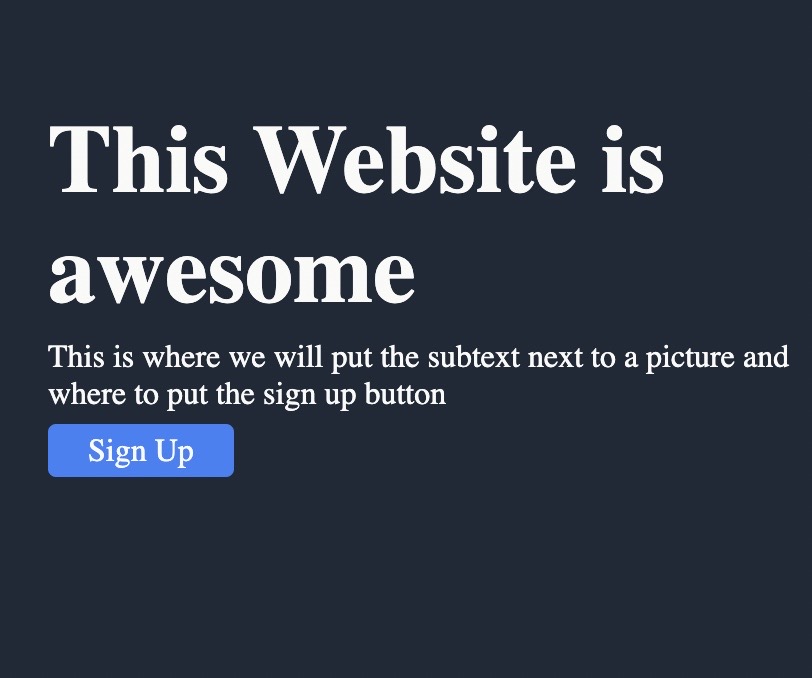 This Website is
awesome
This is where we will put the subtext next to a picture and
where to put the sign up button
Sign Up